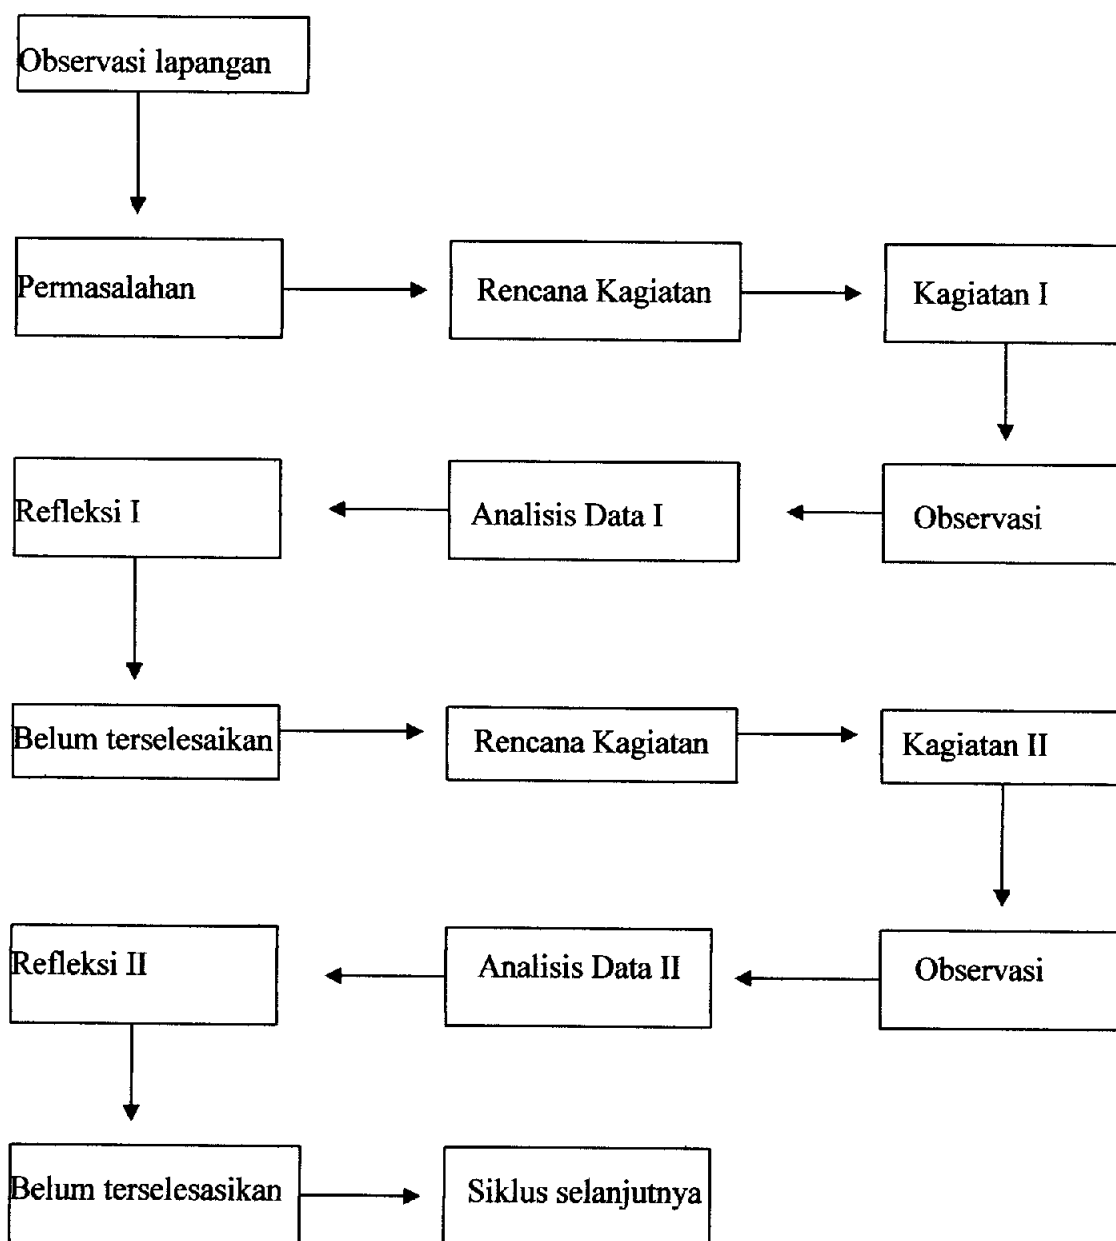 Observasi lapangan
Permasalahan
Rencana Kagiatan
Kagiatan I
Refleksi I
Analisis Data I
Observasi
Belum terselesaikan
Rencana Kagiatan
Kagiatan II
Refleksi II
Analisis Data II
Observasi
Belum terselesasikan
Siklus selanjutnya